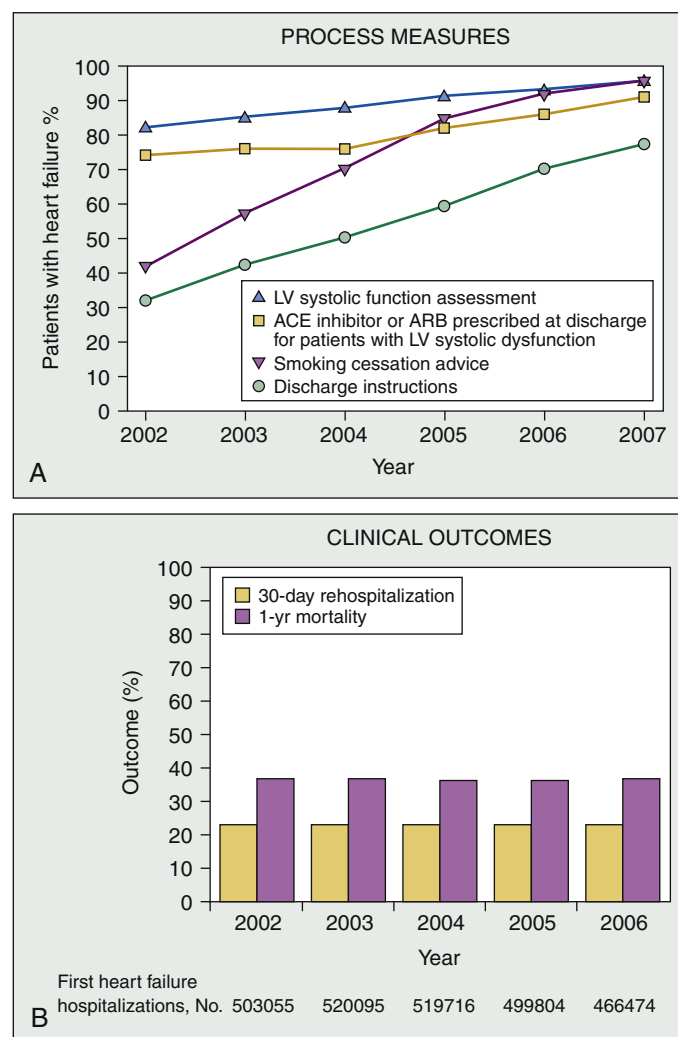 PROCESS MEASURES
100
90
80
70
60
50
40
30
20
10
0
Patients with heart failure %
LV systolic function assessment
ACE inhibitor or ARB prescribed at discharge
for patients with LV systolic dysfunction
Smoking cessation advice
Discharge instructions
2002 2003 2004 2005 2006 2007
Year
A
CLINICAL OUTCOMES
100
90
80
70
60
50
40
30
20
10
0
Outcome (%)
30-day rehospitalization
1-yr mortality
2002 2003 2004 2005 2006
Year
First heart failure
hospitalizations, No. 503055 520095 519716 499804 466474
B